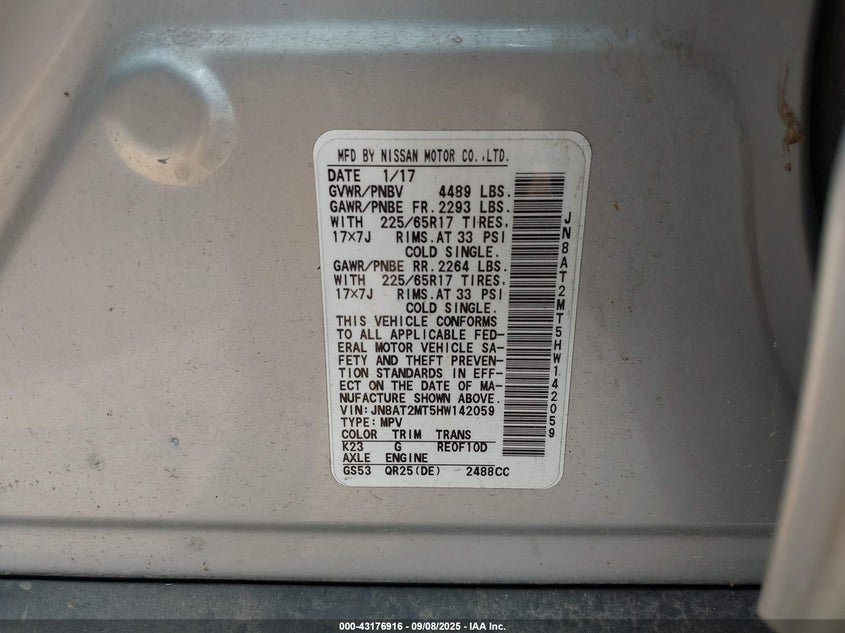 MFD BY NISSAN MOTOR CO.,LTD.
DATE 1/17
GVWR/PNBV 4489 LBS.
GAWR/PNBE FR. 2293 LBS.
WITH 225/65R17 TIRES.
17×7J RIMS.AT 33 PSI
COLD SINGLE.
GAWR/PNBE RR. 2264 LBS.
WITH 225/65R17 TIRES.
17×7J RIMS.AT 33 PSI
COLD SINGLE.
THIS VEHICLE CONFORMS
TO ALL APPLICABLE FED-
ERAL MOTOR VEHICLE SA-
FETY AND THEFT PREVEN-
TION STANDARDS IN EFF-
ECT ON THE DATE OF MA-
NUFACTURE SHOWN ABOVE.
VIN:JN8AT2MT5HW142059
TYPE:MPV
COLOR TRIM TRANS
K23 G RE0F10D
AXLE ENGINE
GS53 QR25(DE) 2488CC
JN8AT2MT5HW142059
000-43176916 - 09/08/2025 - IAA Inc.